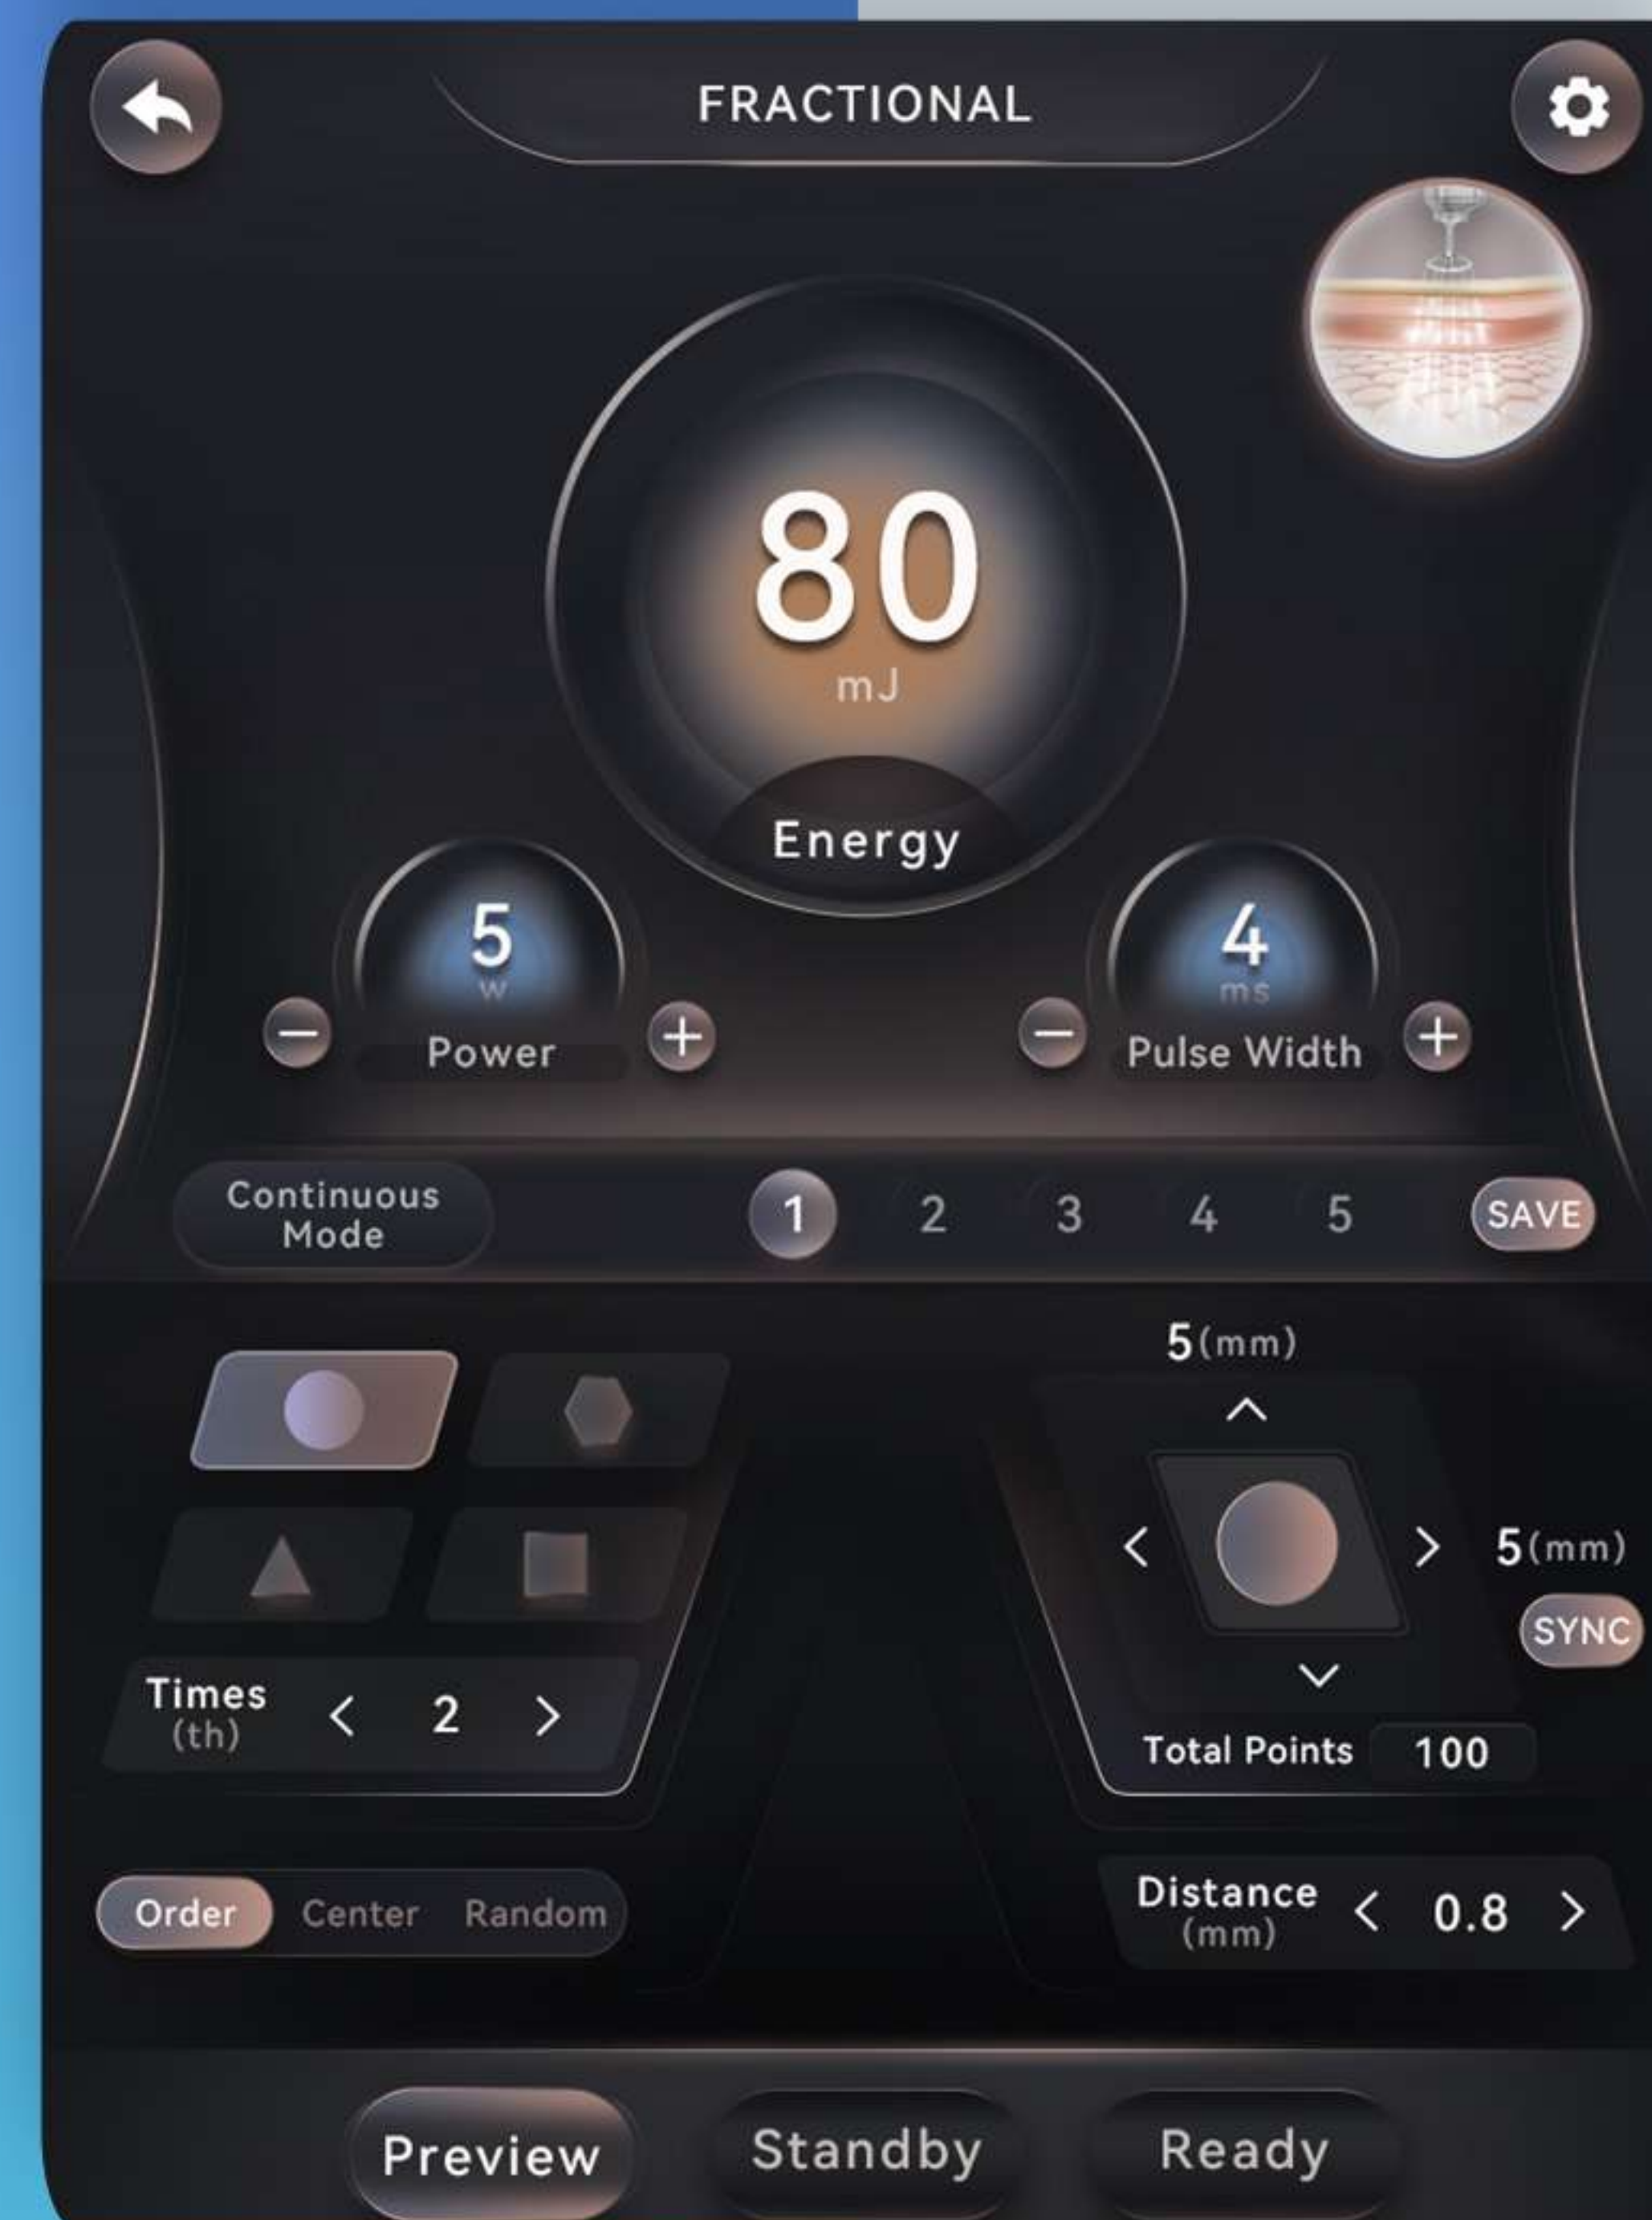 FRACTIONAL
80
mJ
Energy
5
w
Power
4
ms
Pulse Width
Continuous
Mode
1 2 3 4 5 SAVE
5(mm)
5(mm)
SYNC
Times
(th)
2
Total Points 100
Order Center Random
Distance
(mm)
0.8
Preview Standby Ready